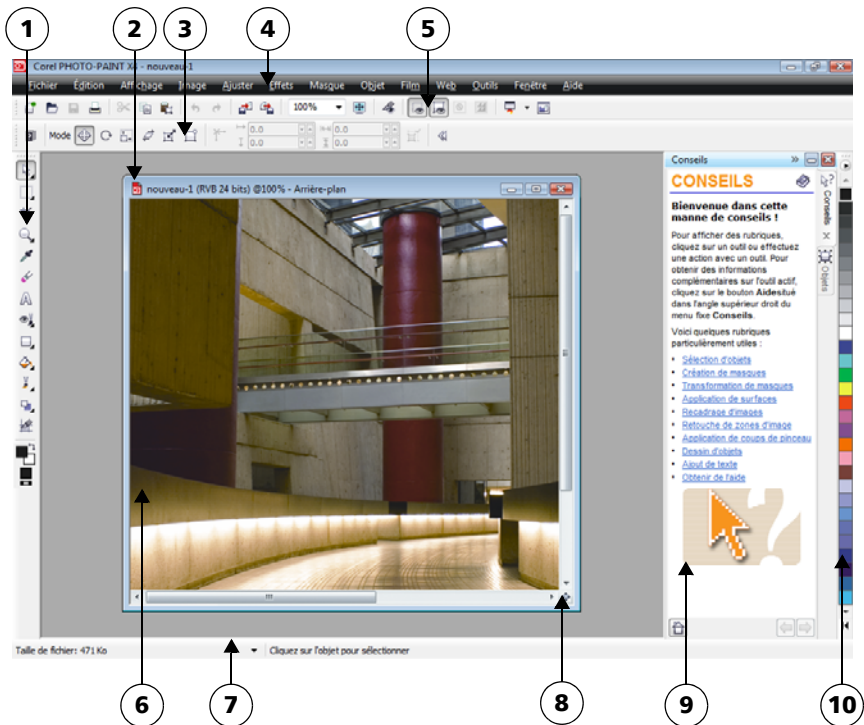 1
2
3
4
5
Corel PHOTO-PAINT X4 - nouveau-1
Fichier Édition Affichage Image Ajuster Effets Masque Objet Film Web Outils Fenêtre Aide
100%
Mode
0.0
0.0
0.0
0.0
nouveau-1 (RVB 24 bits) @100% - Arrière-plan
Conseils
CONSEILS
Bienvenue dans cette
manne de conseils !
Pour afficher des rubriques,
cliquez sur un outil ou effectuez
une action avec un outil. Pour
obtenir des informations
complémentaires sur l'outil actif,
cliquez sur le bouton Aidesitué
dans l'angle supérieur droit du
menu fixe Conseils.
Voici quelques rubriques
particulièrement utiles :
• Sélection d'objets
• Création de masques
• Transformation de masques
• Application de surfaces
• Recadrage d'images
• Retouche de zones d'image
• Application de coups de pinceau
• Dessin d'objets
• Ajout de texte
• Obtenir de l'aide
Conseils
Objets
Taille de fichier: 471 Ko
Cliquez sur l'objet pour sélectionner
6
7
8
9
10